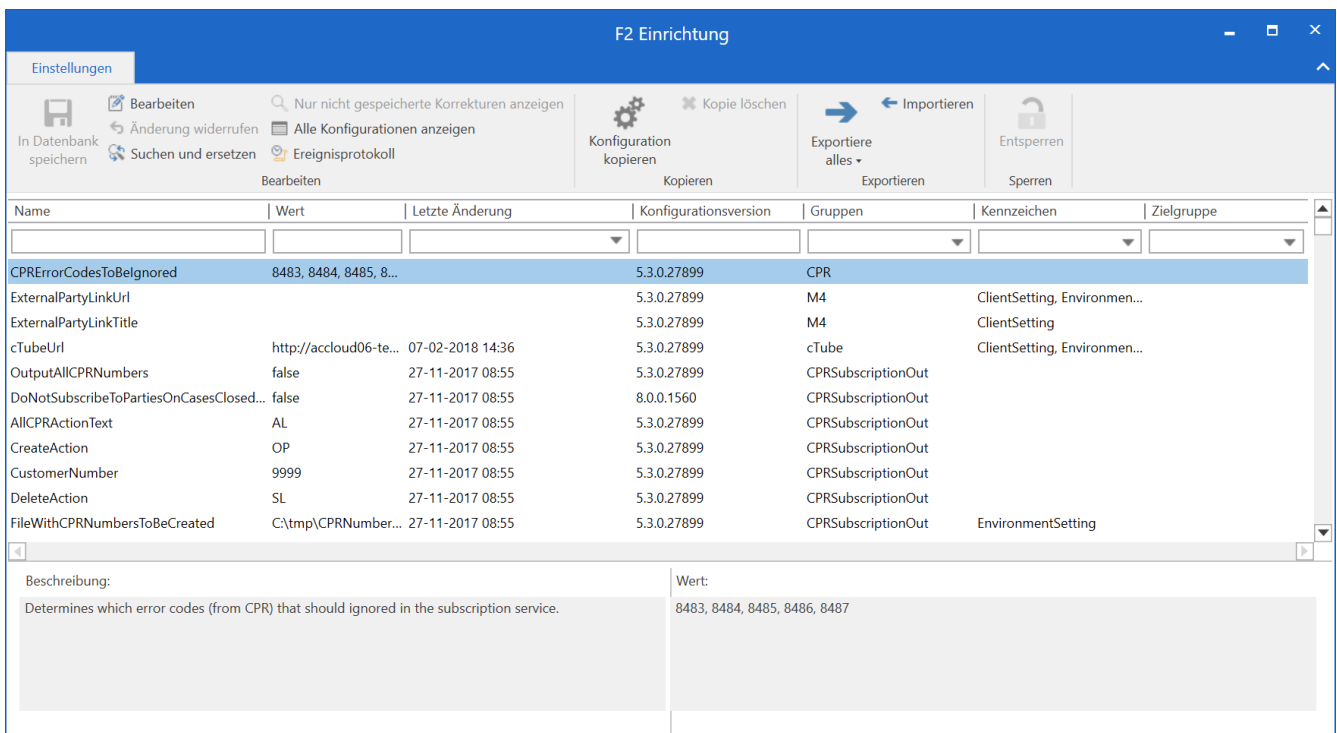 F2 Einrichtung
Einstellungen
In Datenbank speichern
Bearbeiten
Änderung widerrufen
Suchen und ersetzen
Nur nicht gespeicherte Korrekturen anzeigen
Alle Konfigurationen anzeigen
Ereignisprotokoll
Bearbeiten
Konfiguration kopieren
Kopie löschen
Kopieren
Exportiere alles
Importieren
Exportieren
Entsperren
Sperren
Name Wert Letzte Änderung Konfigurationsversion Gruppen Kennzeichen Zielgruppe
CPRErrorCodesToBeIgnored 8483, 8484, 8485, 8... 5.3.0.27899 CPR
ExternalPartyLinkUrl 5.3.0.27899 M4 ClientSetting, Environmen...
ExternalPartyLinkTitle 5.3.0.27899 M4 ClientSetting
cTubeUrl http://accloud06-te... 07-02-2018 14:36 5.3.0.27899 cTube ClientSetting, Environmen...
OutputAllCPRNumbers false 27-11-2017 08:55 5.3.0.27899 CPRSubscriptionOut
DoNotSubscribeToPartiesOnCasesClosed... false 27-11-2017 08:55 8.0.0.1560 CPRSubscriptionOut
AllCPRActionText AL 27-11-2017 08:55 5.3.0.27899 CPRSubscriptionOut
CreateAction OP 27-11-2017 08:55 5.3.0.27899 CPRSubscriptionOut
CustomerNumber 9999 27-11-2017 08:55 5.3.0.27899 CPRSubscriptionOut
DeleteAction SL 27-11-2017 08:55 5.3.0.27899 CPRSubscriptionOut
FileWithCPRNumbersToBeCreated C:\tmp\CPRNumber... 27-11-2017 08:55 5.3.0.27899 CPRSubscriptionOut EnvironmentSetting
Beschreibung:
Determines which error codes (from CPR) that should ignored in the subscription service.
Wert:
8483, 8484, 8485, 8486, 8487